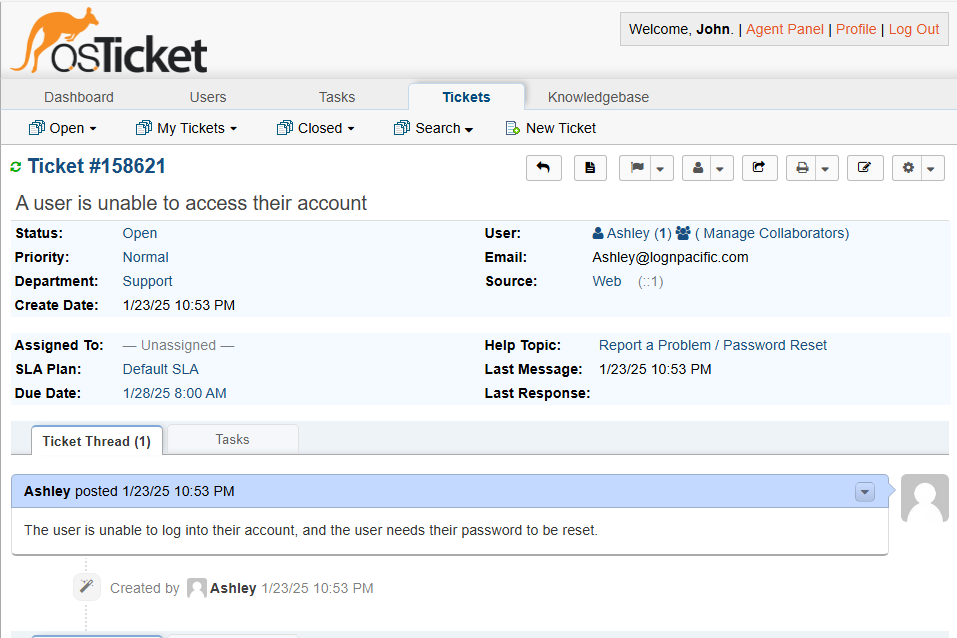 osTicket
Welcome, John. | Agent Panel | Profile | Log Out
Dashboard Users Tasks Tickets Knowledgebase
Open My Tickets Closed Search New Ticket
Ticket #158621
A user is unable to access their account
Status: Open User: Ashley (1) ( Manage Collaborators)
Priority: Normal Email: Ashley@lognpacific.com
Department: Support Source: Web (::1)
Create Date: 1/23/25 10:53 PM
Assigned To: — Unassigned — Help Topic: Report a Problem / Password Reset
SLA Plan: Default SLA Last Message: 1/23/25 10:53 PM
Due Date: 1/28/25 8:00 AM Last Response:
Ticket Thread (1) Tasks
Ashley posted 1/23/25 10:53 PM
The user is unable to log into their account, and the user needs their password to be reset.
Created by Ashley 1/23/25 10:53 PM